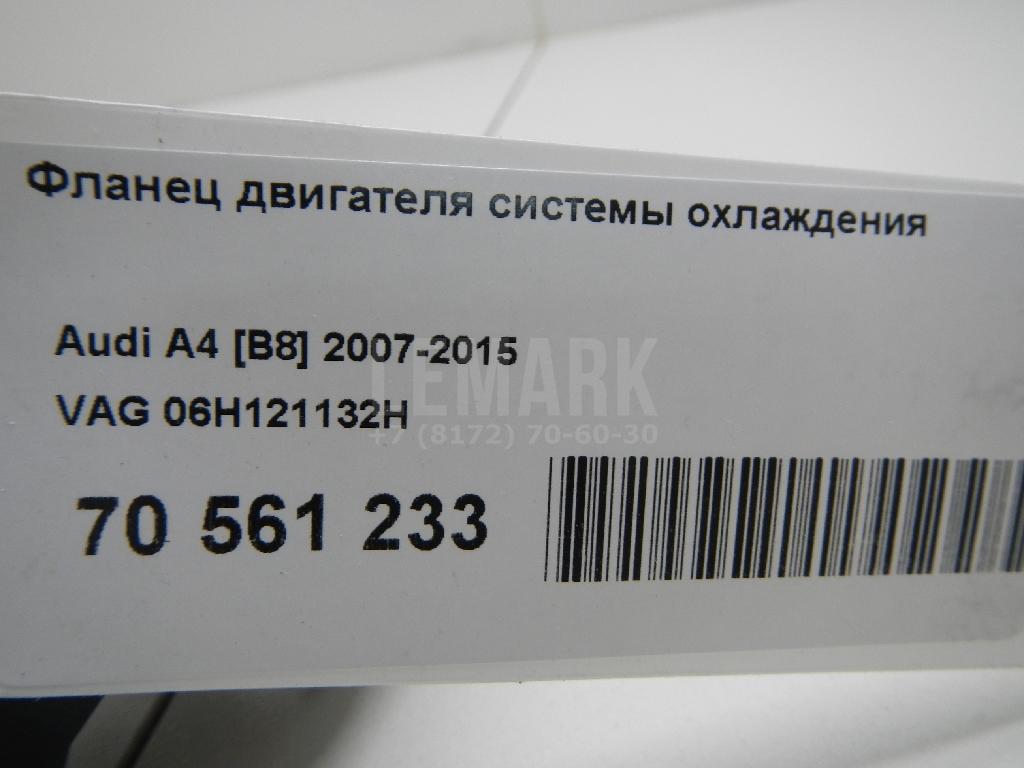 Фланец двигателя системы охлаждения
Audi A4 [B8] 2007-2015
LEMARK
VAG 06H121132H
+7 (8172) 70-60-30
70 561 233